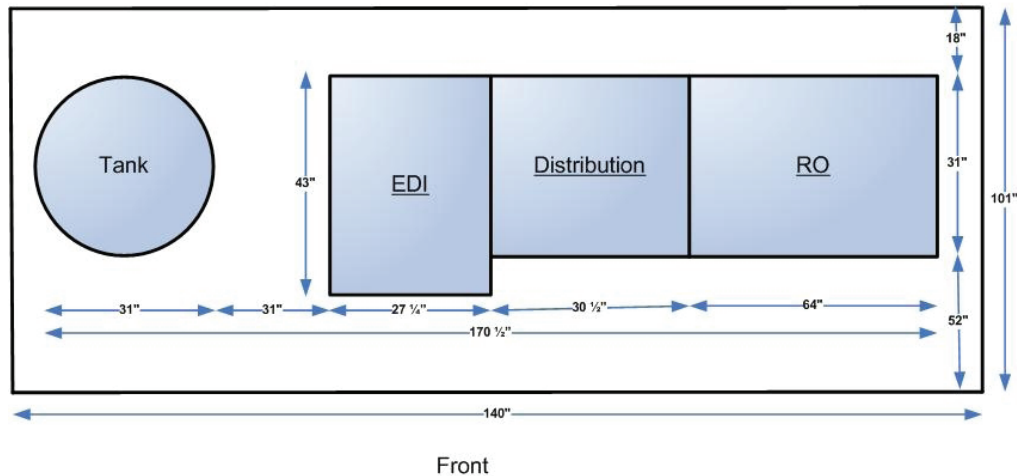 18"
Tank
EDI
Distribution
RO
43"
31"
101"
31"
31"
27 ¼"
30 ½"
64"
52"
170 ½"
140"
Front